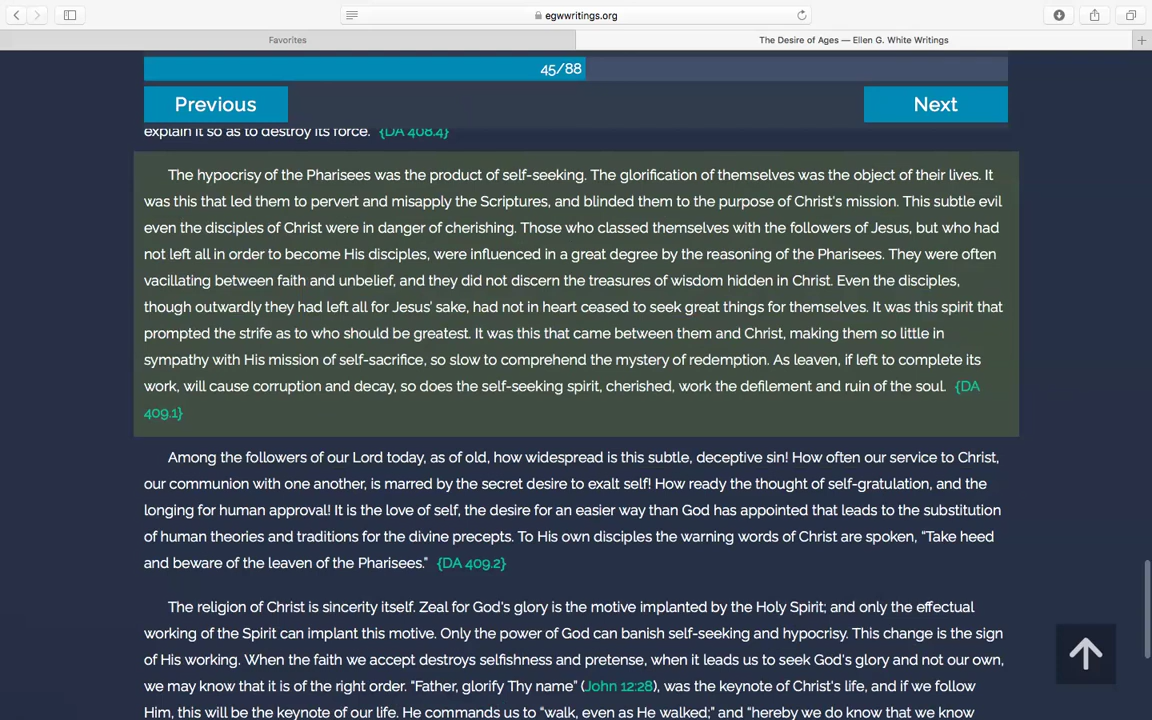 egwwritings.org
Favorites
The Desire of Ages — Ellen G. White Writings
45/88
Previous
Next
explain it so as to destroy its force. {DA 408.4}
The hypocrisy of the Pharisees was the product of self-seeking. The glorification of themselves was the object of their lives. It
was this that led them to pervert and misapply the Scriptures, and blinded them to the purpose of Christ's mission. This subtle evil
even the disciples of Christ were in danger of cherishing. Those who classed themselves with the followers of Jesus, but who had
not left all in order to become His disciples, were influenced in a great degree by the reasoning of the Pharisees. They were often
vacillating between faith and unbelief, and they did not discern the treasures of wisdom hidden in Christ. Even the disciples,
though outwardly they had left all for Jesus' sake, had not in heart ceased to seek great things for themselves. It was this spirit that
prompted the strife as to who should be greatest. It was this that came between them and Christ, making them so little in
sympathy with His mission of self-sacrifice, so slow to comprehend the mystery of redemption. As leaven, if left to complete its
work, will cause corruption and decay, so does the self-seeking spirit, cherished, work the defilement and ruin of the soul. {DA
409.1}
Among the followers of our Lord today, as of old, how widespread is this subtle, deceptive sin! How often our service to Christ,
our communion with one another, is marred by the secret desire to exalt self! How ready the thought of self-gratulation, and the
longing for human approval! It is the love of self, the desire for an easier way than God has appointed that leads to the substitution
of human theories and traditions for the divine precepts. To His own disciples the warning words of Christ are spoken, “Take heed
and beware of the leaven of the Pharisees.” {DA 409.2}
The religion of Christ is sincerity itself. Zeal for God's glory is the motive implanted by the Holy Spirit; and only the effectual
working of the Spirit can implant this motive. Only the power of God can banish self-seeking and hypocrisy. This change is the sign
of His working. When the faith we accept destroys selfishness and pretense, when it leads us to seek God's glory and not our own,
we may know that it is of the right order. “Father, glorify Thy name” (John 12:28), was the keynote of Christ's life, and if we follow
Him, this will be the keynote of our life. He commands us to “walk, even as He walked;” and “hereby we do know that we know